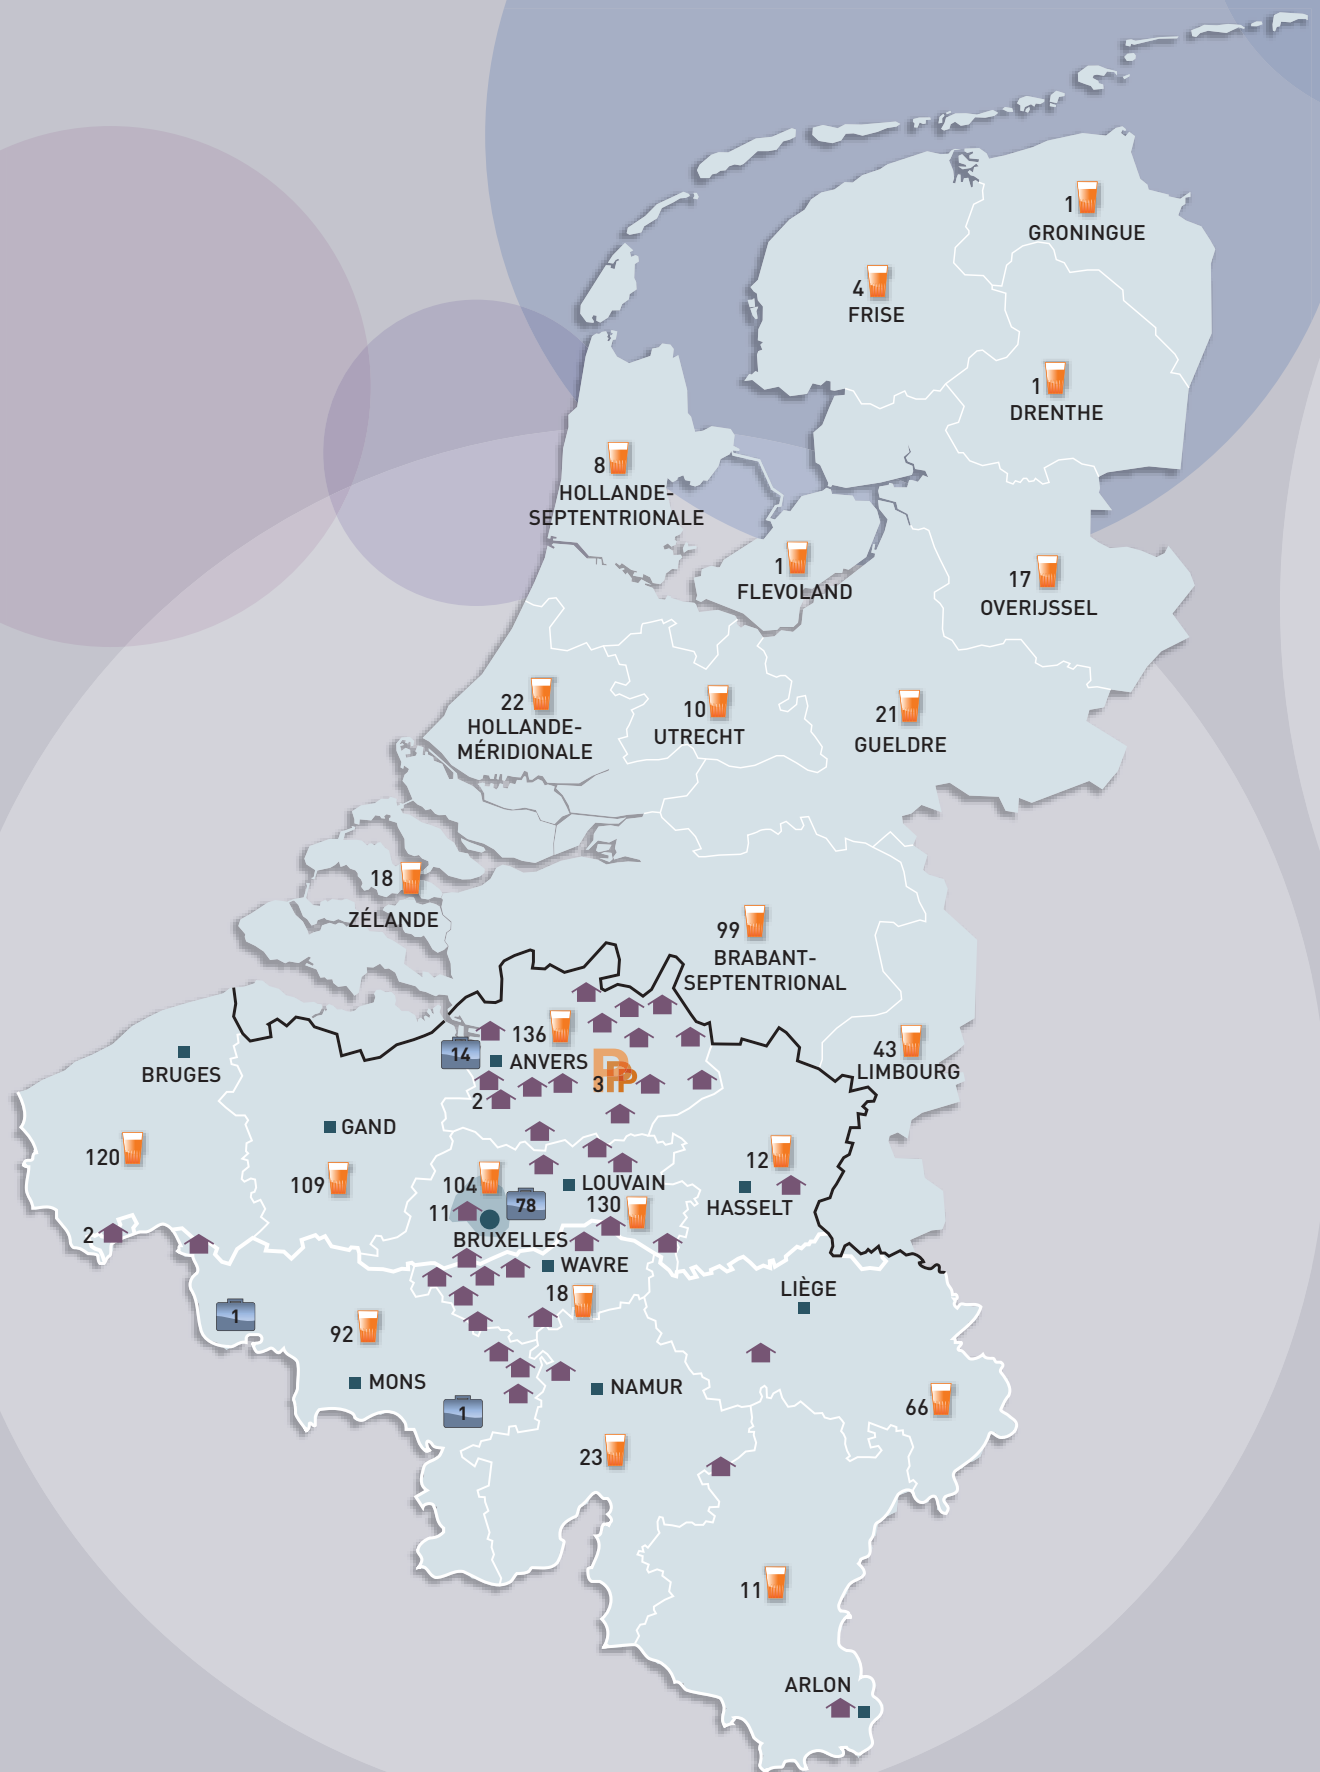 1
GRONINGUE
4
FRISE
1
DRENTHE
8
HOLLANDE-
SEPTENTRIONALE
1
FLEVOLAND
17
OVERIJSSEL
22
HOLLANDE-
MÉRIDIONALE
10
UTRECHT
21
GUELDRE
18
ZÉLANDE
99
BRABANT-
SEPTENTRIONAL
43
LIMBOURG
136
14
ANVERS
3
2
BRUGES
GAND
120
109
2
104
11
78
BRUXELLES
LOUVAIN
130
12
HASSELT
WAVRE
18
LIÈGE
1
92
MONS
1
NAMUR
66
23
11
ARLON